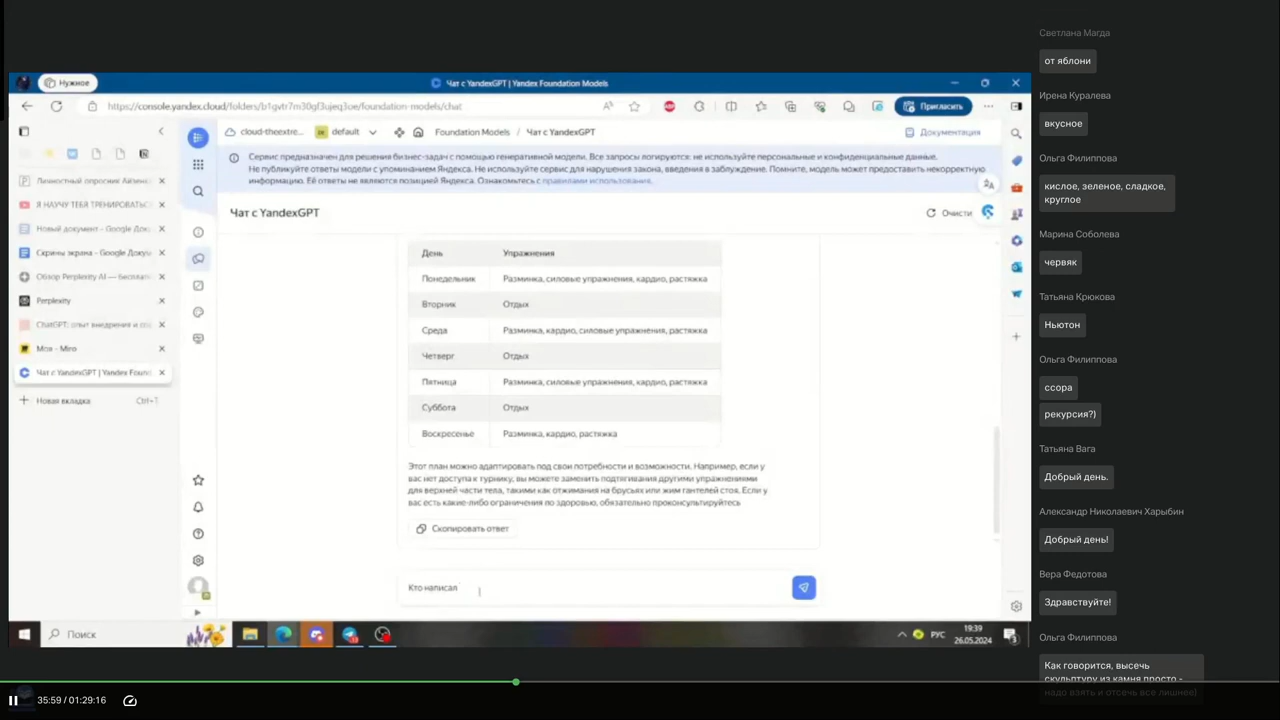 Нужное
Чат с YandexGPT | Yandex Foundation Models
https://console.yandex.cloud/folders/b1gvtr7m30gf3ujeq3oe/foundation-models/chat
Пригласить
cloud-theextre...
default
Foundation Models / Чат с YandexGPT
Документация
Сервис предназначен для решения бизнес-задач с помощью генеративной модели. Все запросы логируются: не используйте персональные и конфиденциальные данные.
Не публикуйте ответы модели с упоминанием Яндекса. Не используйте сервис для нарушения закона, введения в заблуждение. Помните, модель может предоставить некорректную
информацию. Её ответы не являются позицией Яндекса. Ознакомьтесь с правилами использования.
Личностный опросник Айзен
Я НАУЧУ ТЕБЯ ТРЕНИРОВАТЬС
Новый документ - Google Док
Скрины экрана - Google Доку
Обзор Perplexity AI — бесплат
Perplexity
ChatGPT: опыт внедрения и
Моя - Miro
Чат с YandexGPT | Yandex Found
Новая вкладка Ctrl+T
Чат с YandexGPT
Очисти
День Упражнения
Понедельник Разминка, силовые упражнения, кардио, растяжка
Вторник Отдых
Среда Разминка, кардио, силовые упражнения, растяжка
Четверг Отдых
Пятница Разминка, силовые упражнения, кардио, растяжка
Суббота Отдых
Воскресенье Разминка, кардио, растяжка
Этот план можно адаптировать под свои потребности и возможности. Например, если у
вас нет доступа к турнику, вы можете заменить подтягивания другими упражнениями
для верхней части тела, такими как отжимания на брусьях или жим гантелей стоя. Если у
вас есть какие-либо ограничения по здоровью, обязательно проконсультируйтесь
Скопировать ответ
Кто написал
Поиск
РУС
19:39
26.05.2024
35:59 / 01:29:16
Светлана Магда
от яблони
Ирена Куралева
вкусное
Ольга Филиппова
кислое, зеленое, сладкое,
круглое
Марина Соболева
червяк
Татьяна Крюкова
Ньютон
Ольга Филиппова
ссора
рекурсия?)
Татьяна Вага
Добрый день.
Александр Николаевич Харыбин
Добрый день!
Вера Федотова
Здравствуйте!
Ольга Филиппова
Как говорится, высечь
скульптуру из камня просто -
надо взять и отсечь все лишнее!